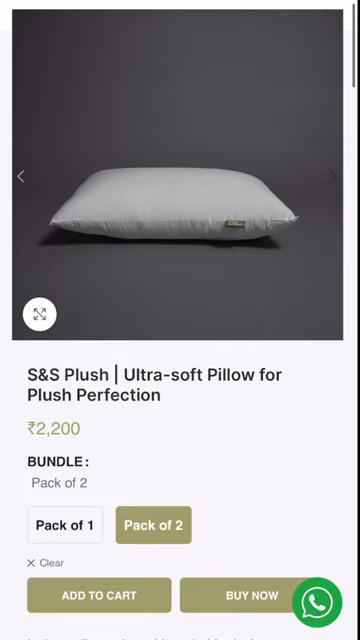 S&S Plush | Ultra-soft Pillow for
Plush Perfection
₹2,200
BUNDLE :
Pack of 2
Pack of 1
Pack of 2
Clear
ADD TO CART
BUY NOW